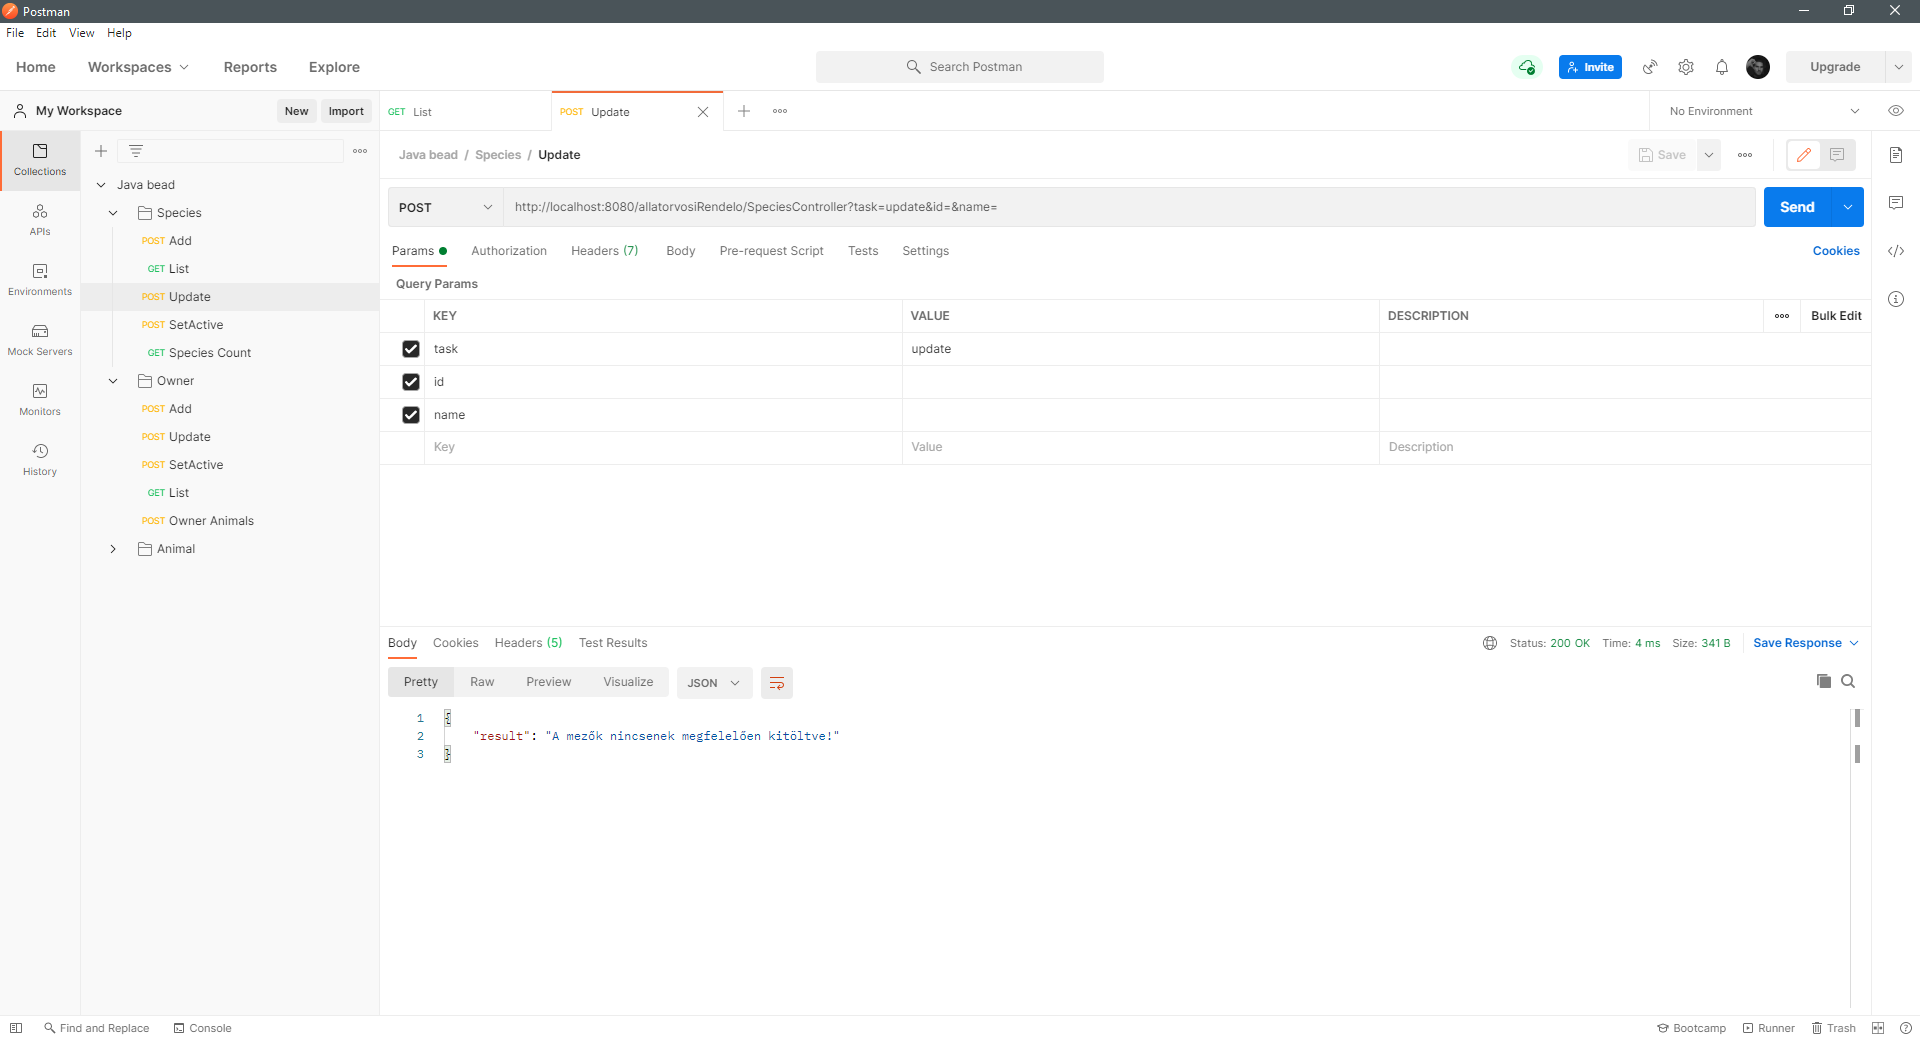 Postman
File Edit View Help
Home Workspaces Reports Explore
Search Postman
Invite
Upgrade
My Workspace
New Import
GET List
POST Update
No Environment
Collections
APIs
Environments
Mock Servers
Monitors
History
Java bead
Species
POST Add
GET List
POST Update
POST SetActive
GET Species Count
Owner
POST Add
POST Update
POST SetActive
GET List
POST Owner Animals
Animal
Java bead / Species / Update
Save
POST http://localhost:8080/allatorvosiRendelo/SpeciesController?task=update&id=&name=
Send
Params Authorization Headers (7) Body Pre-request Script Tests Settings
Cookies
Query Params
KEY VALUE DESCRIPTION Bulk Edit
task update
id
name
Key Value Description
Body Cookies Headers (5) Test Results
Status: 200 OK Time: 4 ms Size: 341 B Save Response
Pretty Raw Preview Visualize JSON
1 {
2 "result": "A mezők nincsenek megfelelően kitöltve!"
3 }
Find and Replace Console
Bootcamp Runner Trash